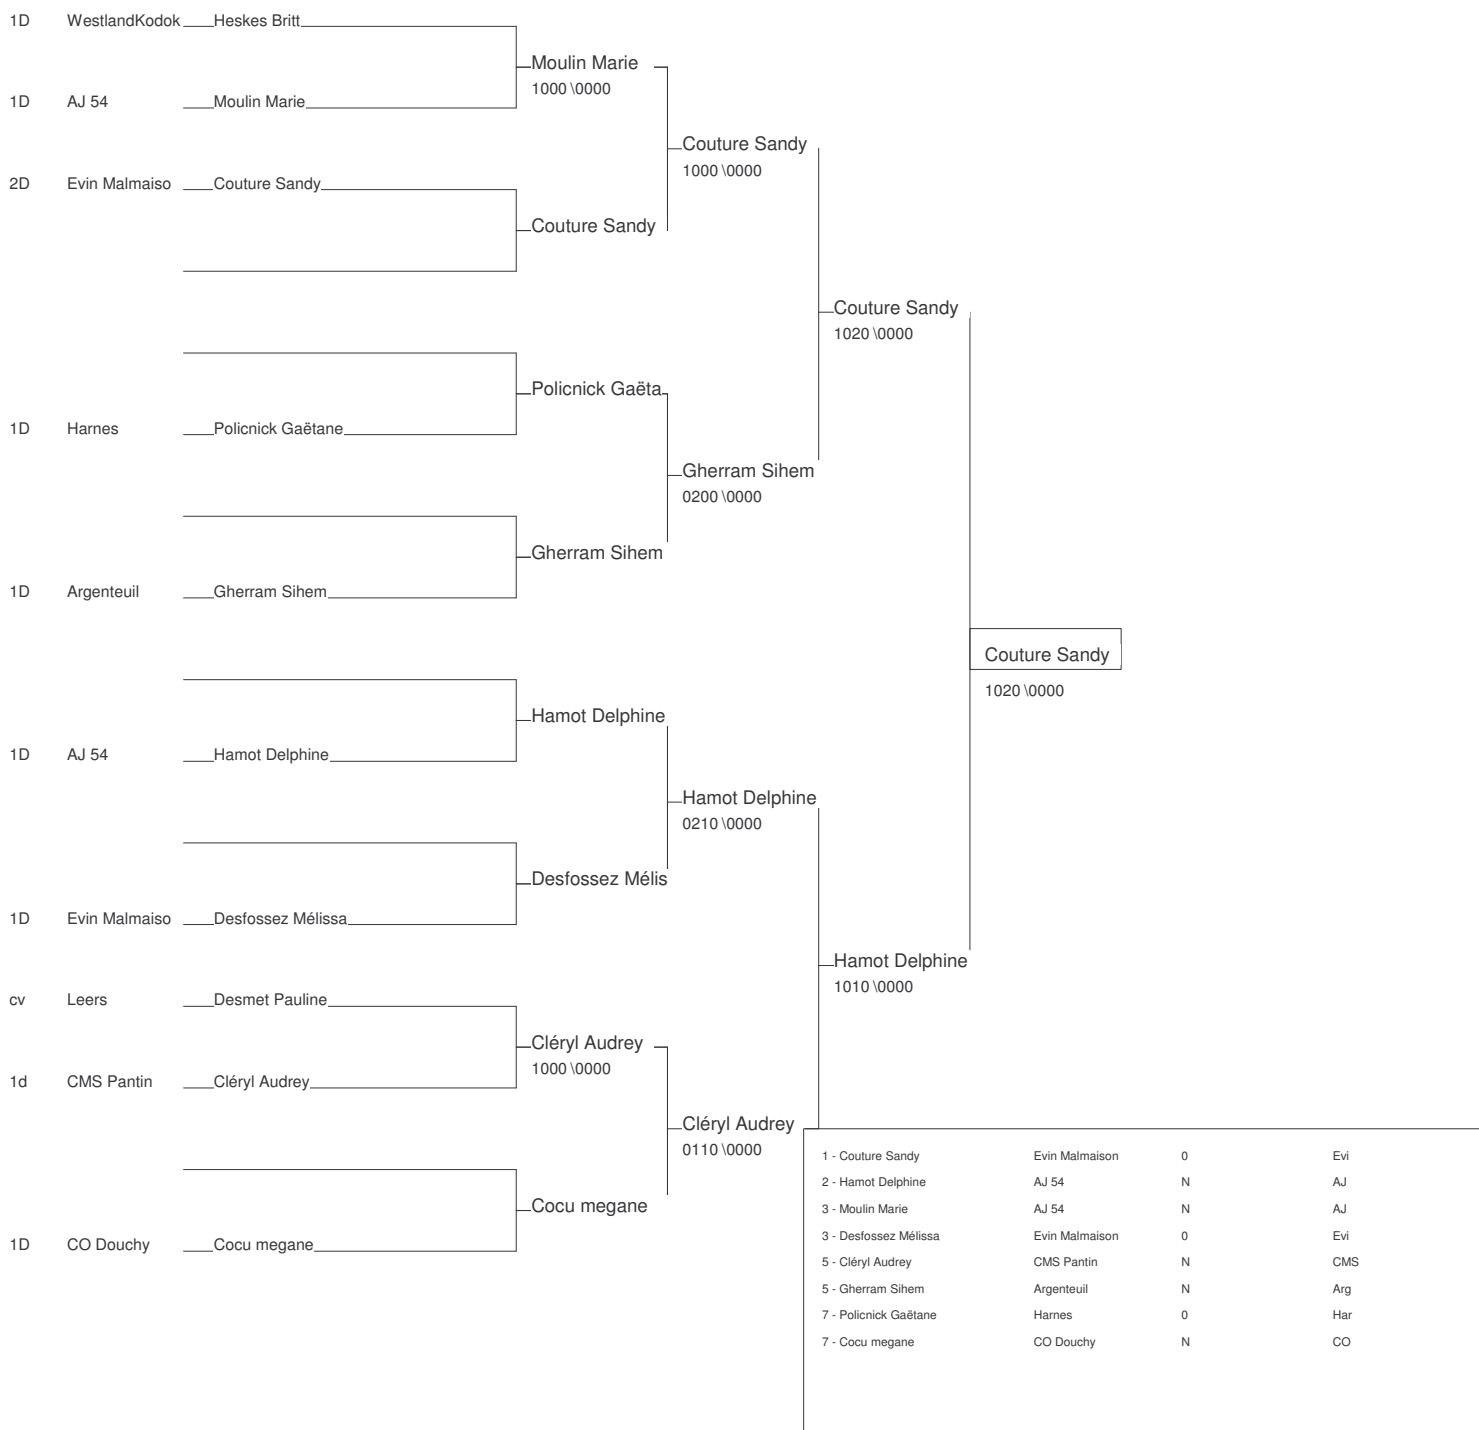 1D WestlandKodok Heskes Britt
Moulin Marie
1000 \0000
1D AJ 54 Moulin Marie
Couture Sandy
1000 \0000
2D Evin Malmaiso Couture Sandy
Couture Sandy
Couture Sandy
1020 \0000
Policnick Gaëta
1D Harnes Policnick Gaëtane
Gherram Sihem
0200 \0000
Gherram Sihem
1D Argenteuil Gherram Sihem
Couture Sandy
1020 \0000
Hamot Delphine
1D AJ 54 Hamot Delphine
Hamot Delphine
0210 \0000
Desfossez Mélis
1D Evin Malmaiso Desfossez Mélissa
Hamot Delphine
1010 \0000
cv Leers Desmet Pauline
Cléryl Audrey
1000 \0000
1d CMS Pantin Cléryl Audrey
Cléryl Audrey
0110 \0000
Cocu megane
1D CO Douchy Cocu megane
1 - Couture Sandy Evin Malmaison 0 Evi
2 - Hamot Delphine AJ 54 N AJ
3 - Moulin Marie AJ 54 N AJ
3 - Desfossez Mélissa Evin Malmaison 0 Evi
5 - Cléryl Audrey CMS Pantin N CMS
5 - Gherram Sihem Argenteuil N Arg
7 - Policnick Gaëtane Harnes 0 Har
7 - Cocu megane CO Douchy N CO